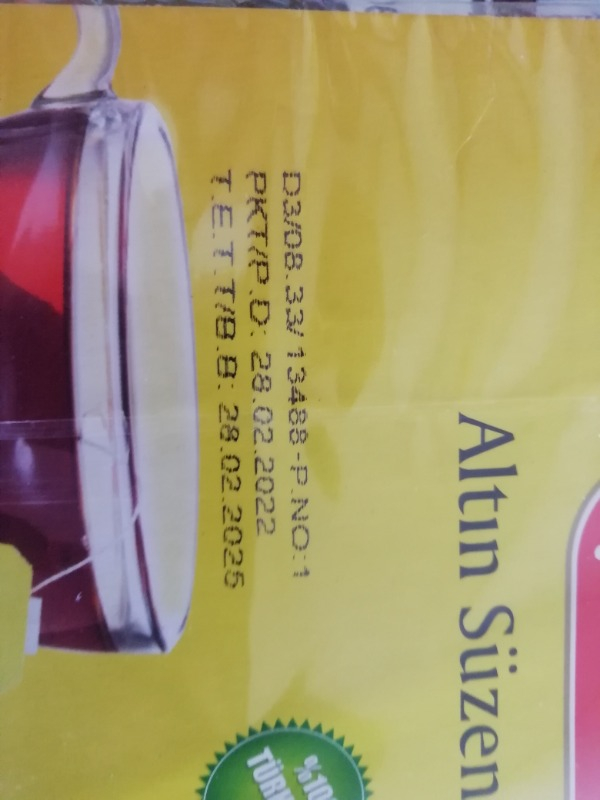 D3/08.33/13488-P.NO:1
PKT/P.D: 28.02.2022
T.E.T.T/B.B: 28.02.2025
Altın Süzen